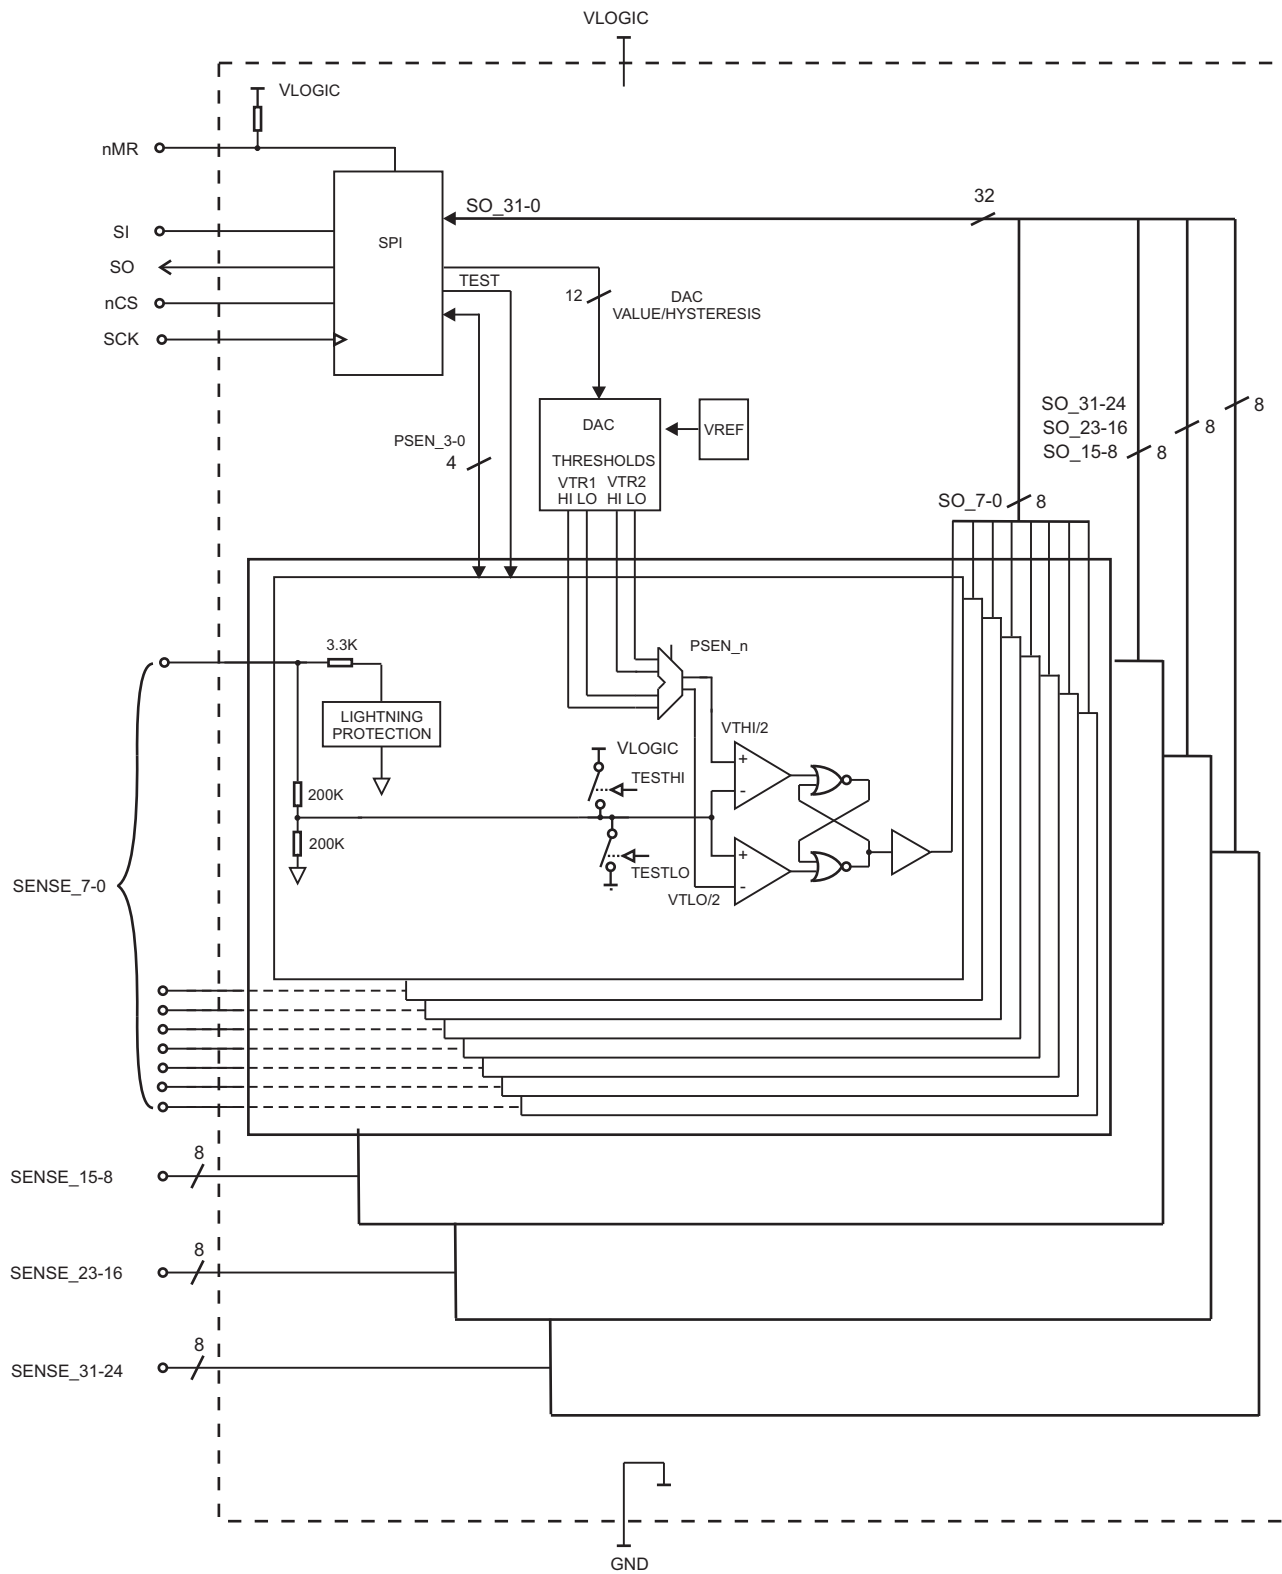 VLOGIC
VLOGIC
nMR
SO_31-0
32
SI
SPI
SO
TEST
nCS
12
DAC
VALUE/HYSTERESIS
SCK
SO_31-24
8
SO_23-16
8
SO_15-8
8
DAC
VREF
PSEN_3-0
4
THRESHOLDS
VTR1 VTR2
HI LO HI LO
SO_7-0
8
3.3K
PSEN_n
LIGHTNING
PROTECTION
VTHI/2
VLOGIC
+
TESTHI
-
200K
200K
+
TESTLO
-
VTLO/2
SENSE_7-0
8
SENSE_15-8
8
SENSE_23-16
8
SENSE_31-24
GND